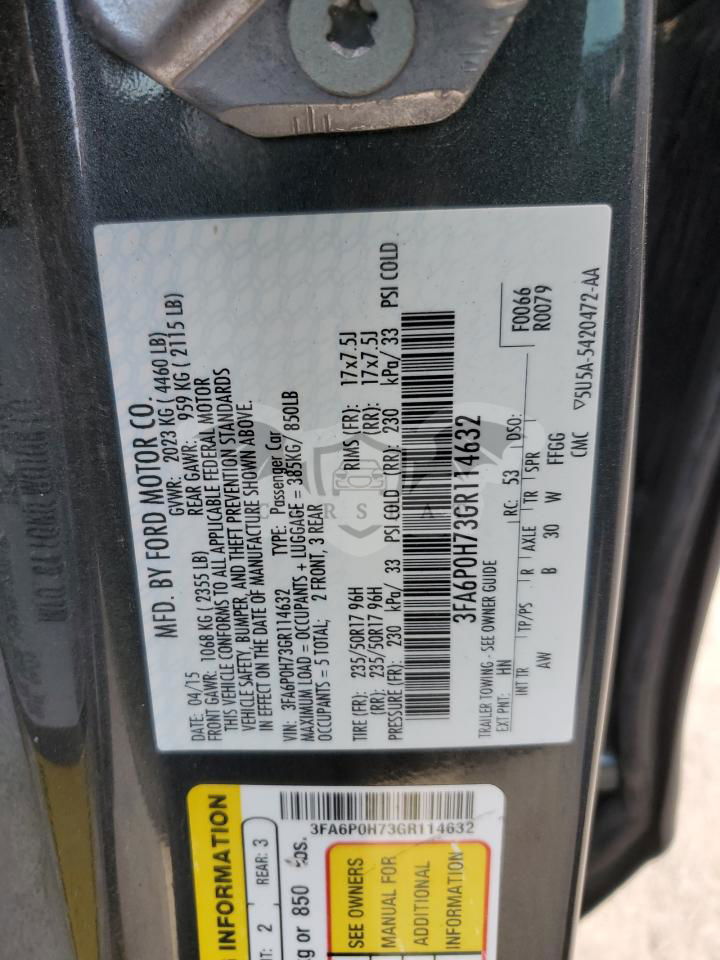 MFD. BY FORD MOTOR CO.
DATE: 04/15 GVWR: 2023 KG ( 4460 LB)
FRONT GAWR: 1068 KG ( 2355 LB) REAR GAWR: 959 KG ( 2115 LB)
THIS VEHICLE CONFORMS TO ALL APPLICABLE FEDERAL MOTOR
VEHICLE SAFETY, BUMPER, AND THEFT PREVENTION STANDARDS
IN EFFECT ON THE DATE OF MANUFACTURE SHOWN ABOVE.
VIN: 3FA6P0H73GR114632 TYPE: Passenger Car
MAXIMUM LOAD = OCCUPANTS + LUGGAGE = 385KG/ 850LB
OCCUPANTS = 5 TOTAL: 2 FRONT, 3 REAR
TIRE (FR): 235/50R17 96H RIMS (FR): 17x7.5J
(RR): 235/50R17 96H (RR): 17x7.5J
PRESSURE (FR): 230 kPa/ 33 PSI COLD (RR): 230 kPa/ 33 PSI COLD
3FA6P0H73GR114632
TRAILER TOWING - SEE OWNER GUIDE
EXT PNT: HN RC: 53 DSO: F0066
R0079
INT TR TP/PS R AXLE TR SPR
AW B 30 W FFGG
CMC ▽5U5A-5420472-AA
INFORMATION
2 REAR: 3
kg or 850
3FA6P0H73GR114632
SEE OWNERS
MANUAL FOR
ADDITIONAL
INFORMATION